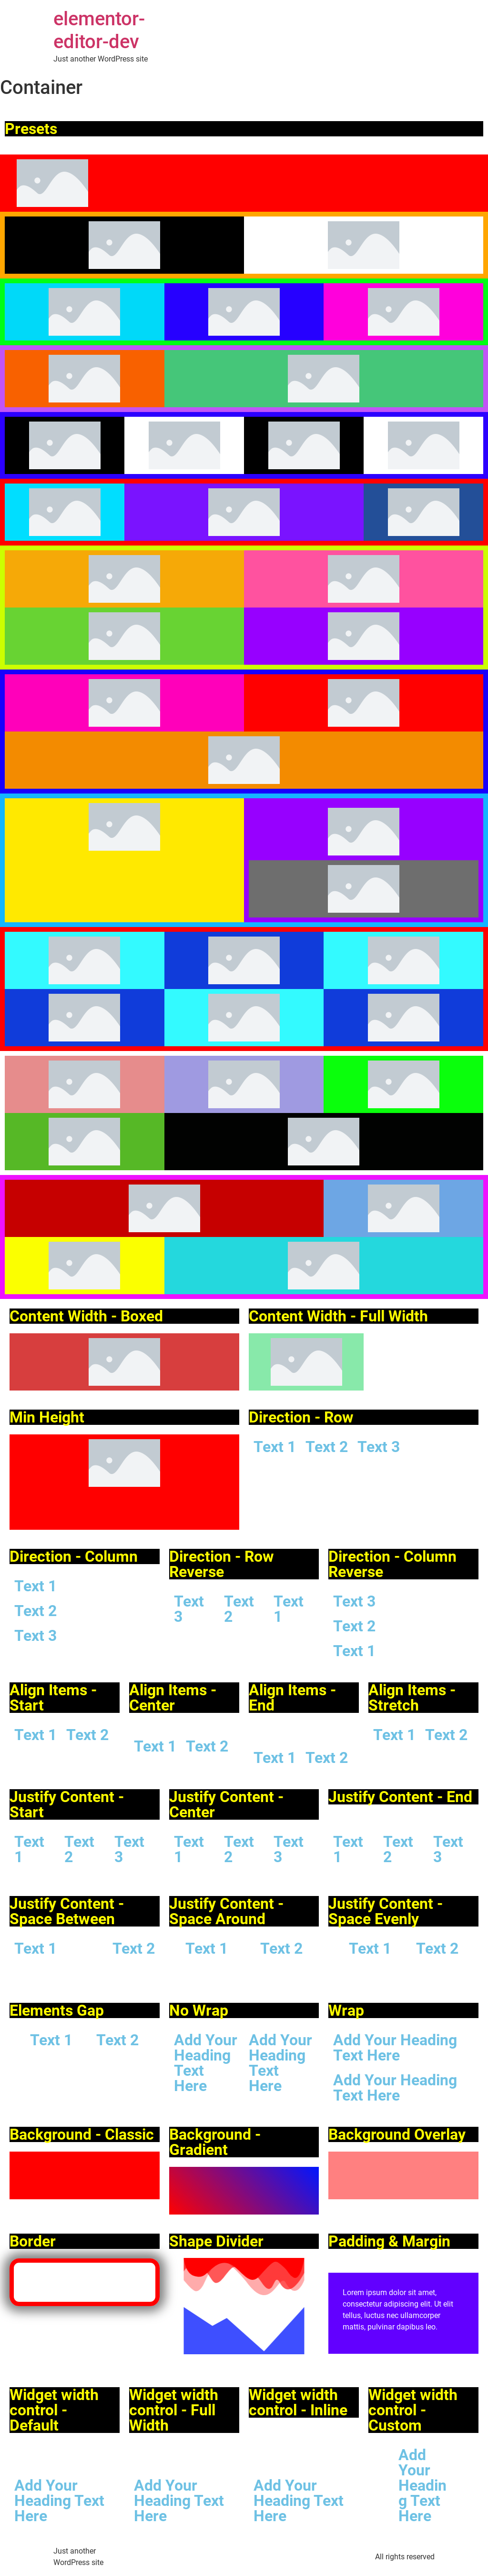 elementor-
editor-dev
Just another WordPress site
Container
Presets
Content Width - Boxed
Content Width - Full Width
Min Height
Direction - Row
Text 1 Text 2 Text 3
Direction - Column
Text 1
Text 2
Text 3
Direction - Row
Reverse
Text
3
Text
2
Text
1
Direction - Column
Reverse
Text 3
Text 2
Text 1
Align Items -
Start
Text 1 Text 2
Align Items -
Center
Text 1 Text 2
Align Items -
End
Text 1 Text 2
Align Items -
Stretch
Text 1 Text 2
Justify Content -
Start
Text
1
Text
2
Text
3
Justify Content -
Center
Text
1
Text
2
Text
3
Justify Content - End
Text
1
Text
2
Text
3
Justify Content -
Space Between
Text 1 Text 2
Justify Content -
Space Around
Text 1 Text 2
Justify Content -
Space Evenly
Text 1 Text 2
Elements Gap
Text 1 Text 2
No Wrap
Add Your
Heading
Text
Here
Add Your
Heading
Text
Here
Wrap
Add Your Heading
Text Here
Add Your Heading
Text Here
Background - Classic
Background -
Gradient
Background Overlay
Border
Shape Divider
Padding & Margin
Lorem ipsum dolor sit amet,
consectetur adipiscing elit. Ut elit
tellus, luctus nec ullamcorper
mattis, pulvinar dapibus leo.
Widget width
control -
Default
Add Your
Heading Text
Here
Widget width
control - Full
Width
Add Your
Heading Text
Here
Widget width
control - Inline
Add Your
Heading Text
Here
Widget width
control -
Custom
Add
Your
Headin
g Text
Here
Just another
WordPress site
All rights reserved